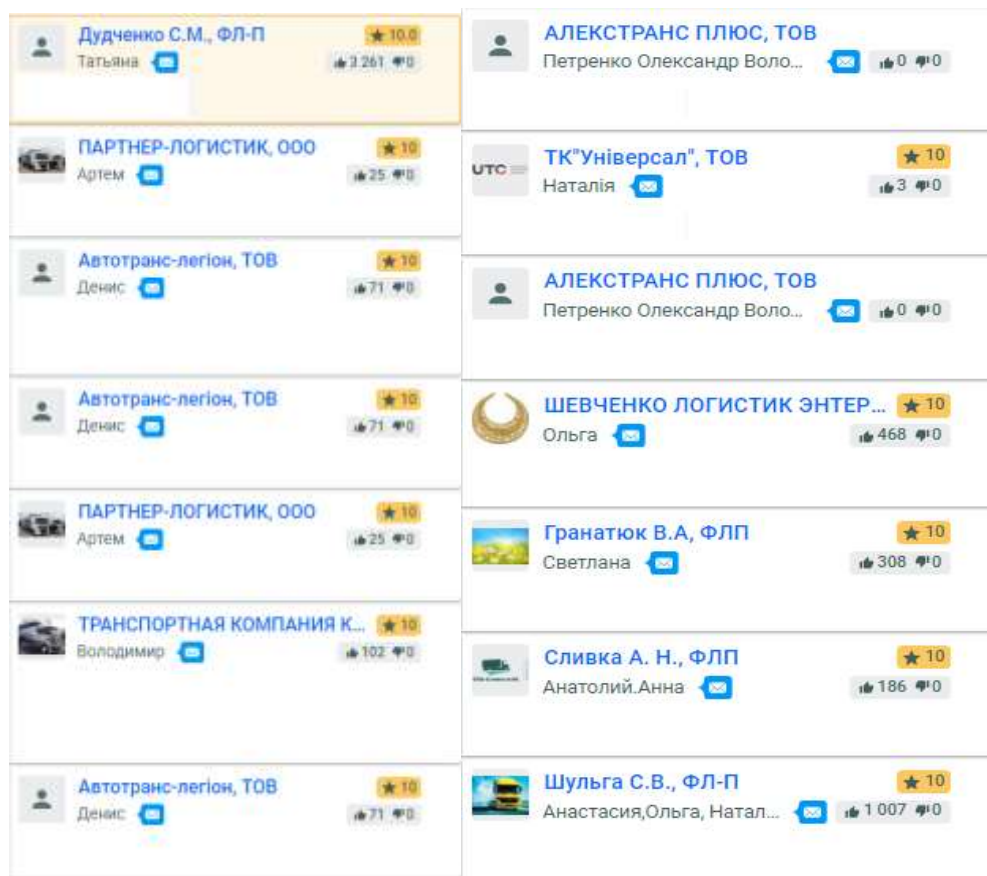 Дудченко С.М., ФЛ-П
10.0
Татьяна
3 261 0
ПАРТНЕР-ЛОГИСТИК, ООО
10
Артем
25 0
Автотранс-легіон, ТОВ
10
Денис
71 0
Автотранс-легіон, ТОВ
10
Денис
71 0
ПАРТНЕР-ЛОГИСТИК, ООО
10
Артем
25 0
ТРАНСПОРТНАЯ КОМПАНИЯ К...
10
Володимир
102 0
Автотранс-легіон, ТОВ
10
Денис
71 0
АЛЕКСТРАНС ПЛЮС, ТОВ
Петренко Олександр Воло...
0 0
UTC
ТК"Універсал", ТОВ
10
Наталія
3 0
АЛЕКСТРАНС ПЛЮС, ТОВ
Петренко Олександр Воло...
0 0
ШЕВЧЕНКО ЛОГИСТИК ЭНТЕР...
10
Ольга
468 0
Гранатюк В.А, ФЛП
10
Светлана
308 0
Сливка А. Н., ФЛП
10
Анатолий.Анна
186 0
Шульга С.В., ФЛ-П
10
Анастасия,Ольга, Натал...
1 007 0